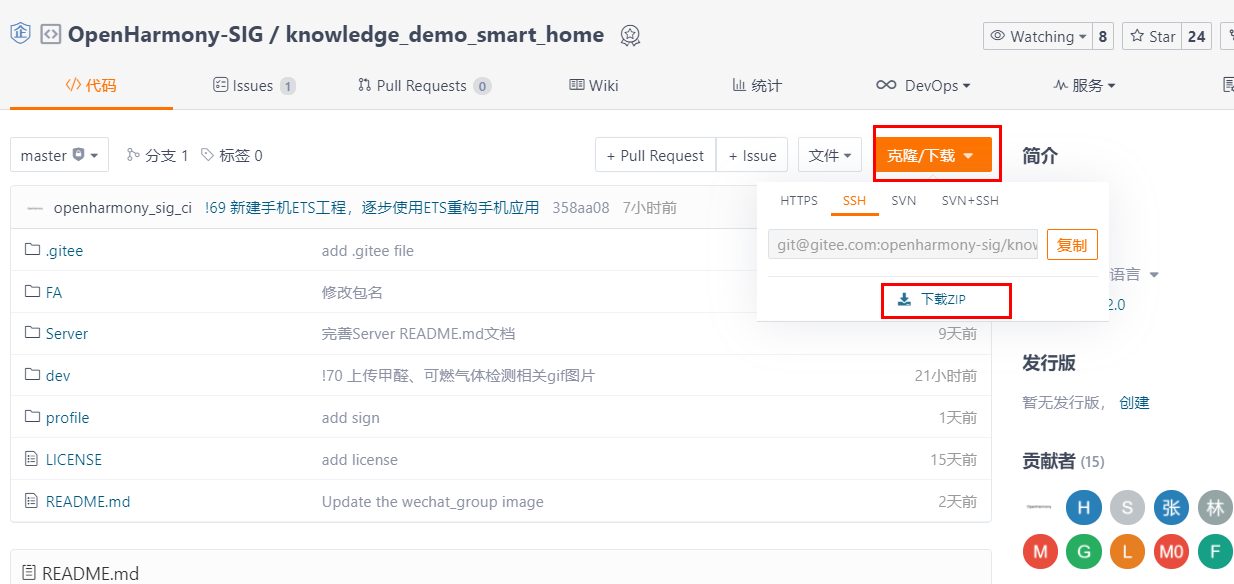 OpenHarmony-SIG / knowledge_demo_smart_home
Watching 8 Star 24
代码 Issues 1 Pull Requests 0 Wiki 统计 DevOps 服务
master 分支 1 标签 0 + Pull Request + Issue 文件 克隆/下载
简介
HTTPS SSH SVN SVN+SSH
git@gitee.com:openharmony-sig/know 复制
下载ZIP
语言
2.0
openharmony_sig_ci !69 新建手机ETS工程，逐步使用ETS重构手机应用 358aa08 7小时前
.gitee add .gitee file
FA 修改包名
Server 完善Server README.md文档 9天前
dev !70 上传甲醛、可燃气体检测相关gif图片 21小时前
profile add sign 1天前
LICENSE add license 15天前
README.md Update the wechat_group image 2天前
发行版
暂无发行版， 创建
贡献者 (15)
H S 张 林
M G L M0 F
README.md